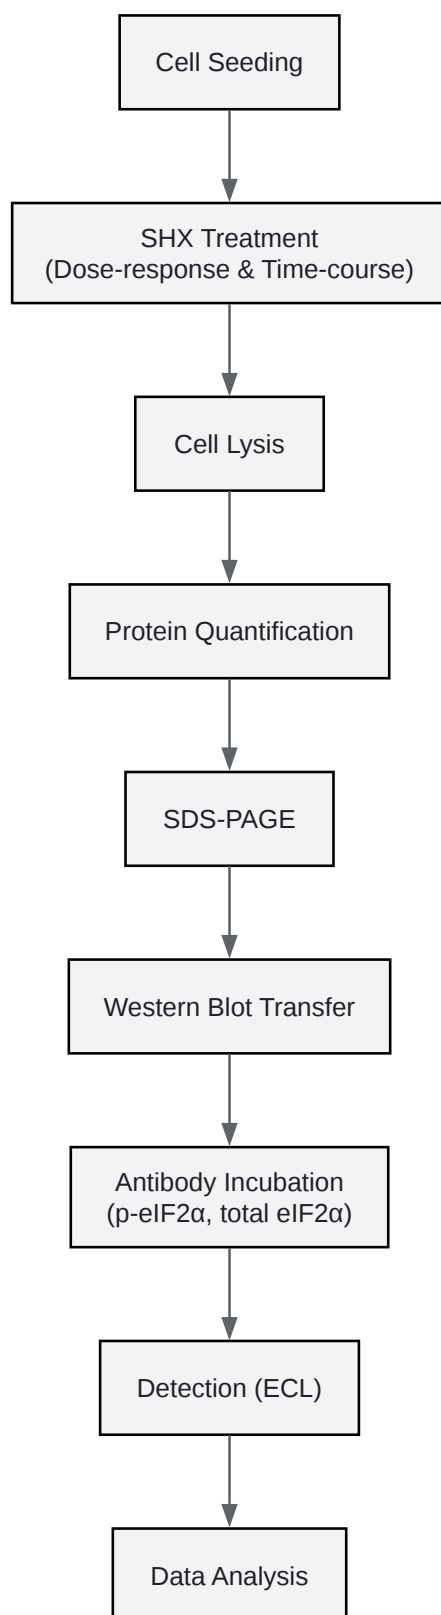 Cell Seeding
SHX Treatment
(Dose-response & Time-course)
Cell Lysis
Protein Quantification
SDS-PAGE
Western Blot Transfer
Antibody Incubation
(p-eIF2α, total eIF2α)
Detection (ECL)
Data Analysis